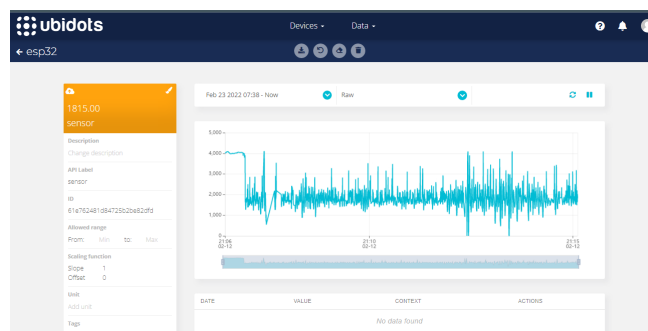 ubidots
Devices
Data
esp32
1815.00
sensor
Description
Change description
API Label
sensor
ID
61e762481d84725b2be82dfd
Allowed range
From: Min to: Max
Scaling function
Slope 1
Offset 0
Unit
Add unit
Tags
Feb 23 2022 07:38 - Now
Raw
5,000
4,000
3,000
2,000
1,000
0
21:06
02-12
21:10
02-12
21:15
02-12
DATE VALUE CONTEXT ACTIONS
No data found